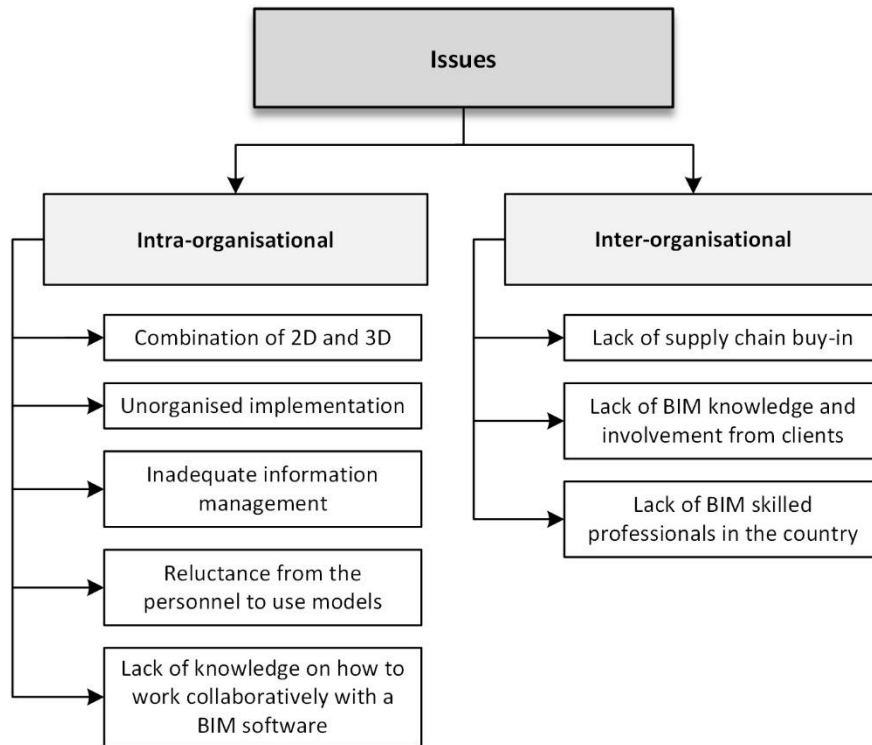 Issues
Intra-organisational
Combination of 2D and 3D
Unorganised implementation
Inadequate information
management
Reluctance from the
personnel to use models
Lack of knowledge on how to
work collaboratively with a
BIM software
Inter-organisational
Lack of supply chain buy-in
Lack of BIM knowledge and
involvement from clients
Lack of BIM skilled
professionals in the country